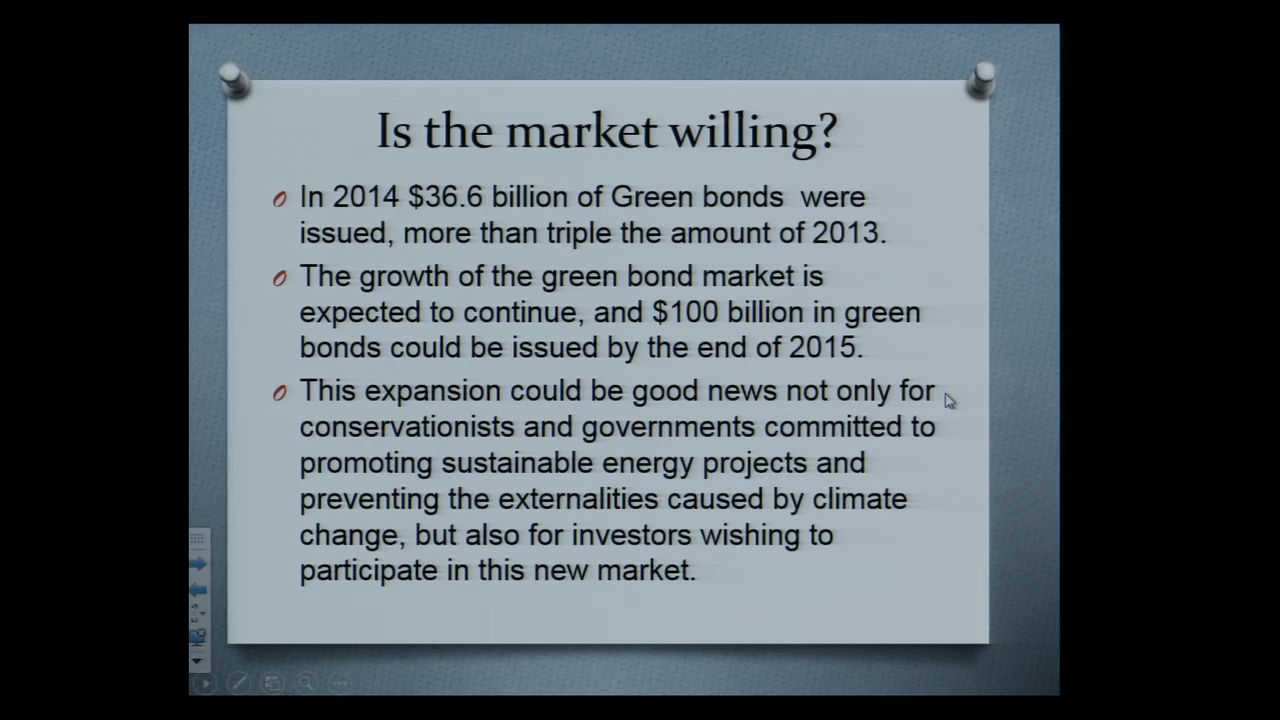 Is the market willing?
In 2014 $36.6 billion of Green bonds were
issued, more than triple the amount of 2013.
The growth of the green bond market is
expected to continue, and $100 billion in green
bonds could be issued by the end of 2015.
This expansion could be good news not only for
conservationists and governments committed to
promoting sustainable energy projects and
preventing the externalities caused by climate
change, but also for investors wishing to
participate in this new market.